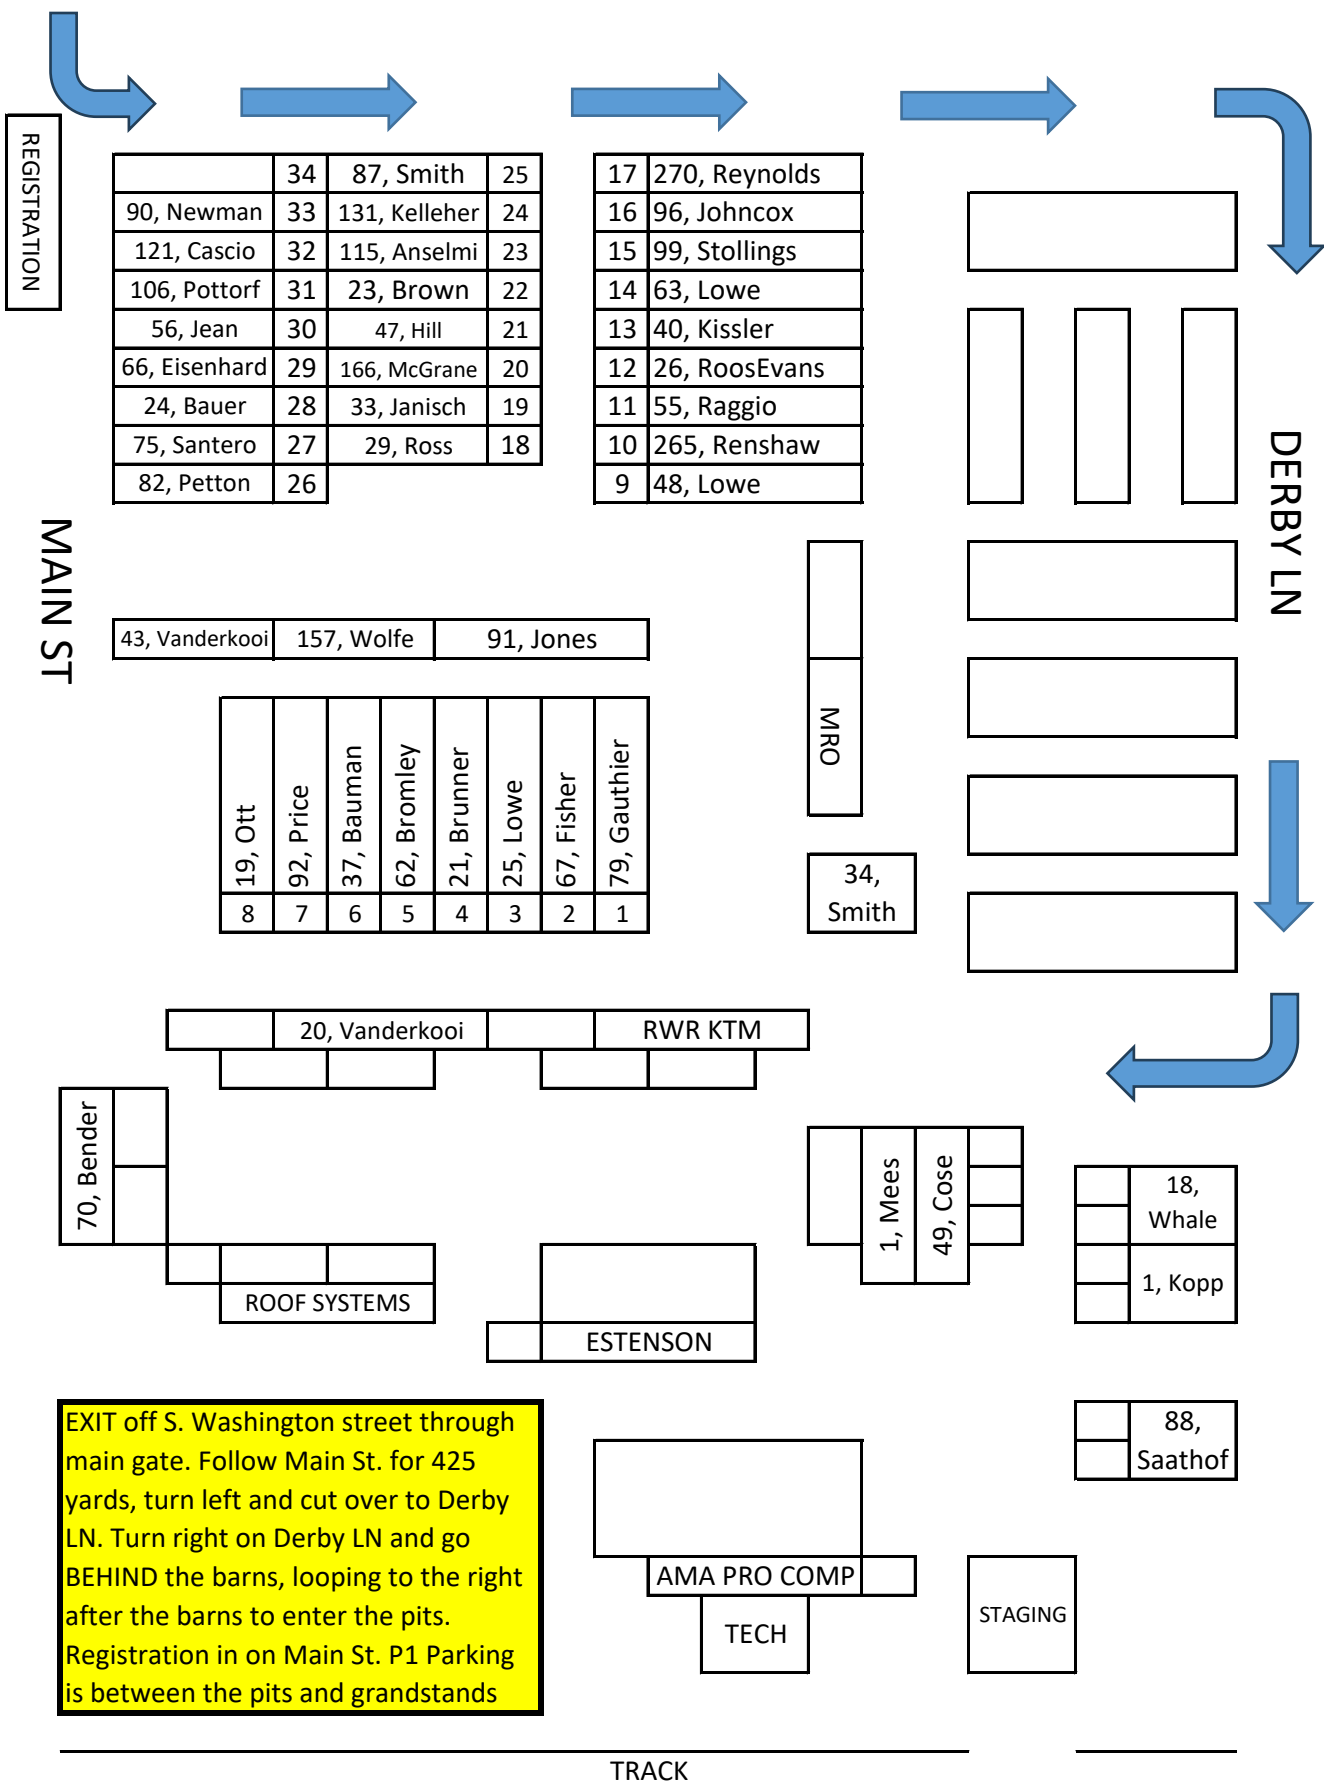 REGISTRATION
34 87, Smith 25
90, Newman 33 131, Kelleher 24
121, Cascio 32 115, Anselmi 23
106, Pottorf 31 23, Brown 22
56, Jean 30 47, Hill 21
66, Eisenhard 29 166, McGrane 20
24, Bauer 28 33, Janisch 19
75, Santero 27 29, Ross 18
82, Petton 26
17 270, Reynolds
16 96, Johncox
15 99, Stollings
14 63, Lowe
13 40, Kissler
12 26, RoosEvans
11 55, Raggio
10 265, Renshaw
9 48, Lowe
DERBY LN
MAIN ST
43, Vanderkooi 157, Wolfe 91, Jones
MRO
19, Ott
92, Price
37, Bauman
62, Bromley
21, Brunner
25, Lowe
67, Fisher
79, Gauthier
8 7 6 5 4 3 2 1
34,
Smith
20, Vanderkooi RWR KTM
70, Bender
1, Mees
49, Cose
18,
Whale
1, Kopp
ROOF SYSTEMS
ESTENSON
88,
Saathof
EXIT off S. Washington street through
main gate. Follow Main St. for 425
yards, turn left and cut over to Derby
LN. Turn right on Derby LN and go
BEHIND the barns, looping to the right
after the barns to enter the pits.
Registration in on Main St. P1 Parking
is between the pits and grandstands
AMA PRO COMP
TECH
STAGING
TRACK